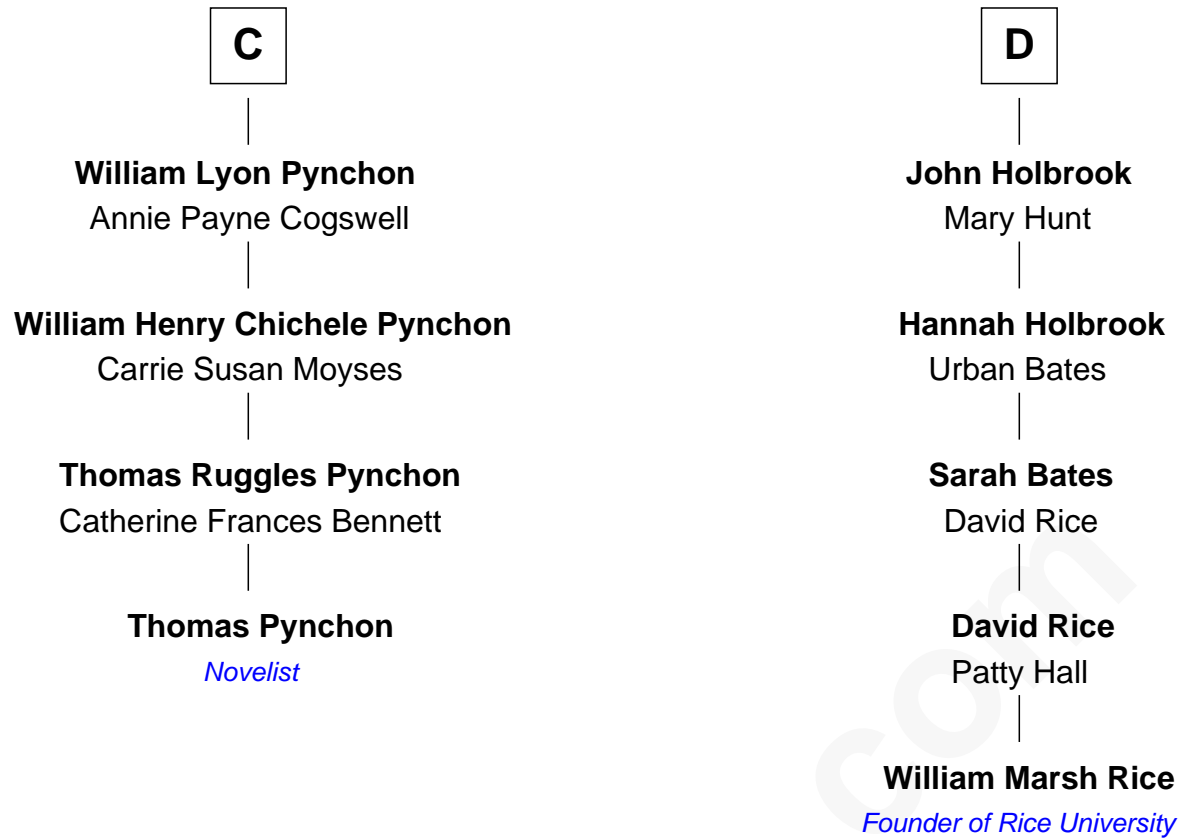 C
William Lyon Pynchon
Annie Payne Cogswell
William Henry Chichele Pynchon
Carrie Susan Moyses
Thomas Ruggles Pynchon
Catherine Frances Bennett
Thomas Pynchon
Novelist
D
John Holbrook
Mary Hunt
Hannah Holbrook
Urban Bates
Sarah Bates
David Rice
David Rice
Patty Hall
William Marsh Rice
Founder of Rice University
com